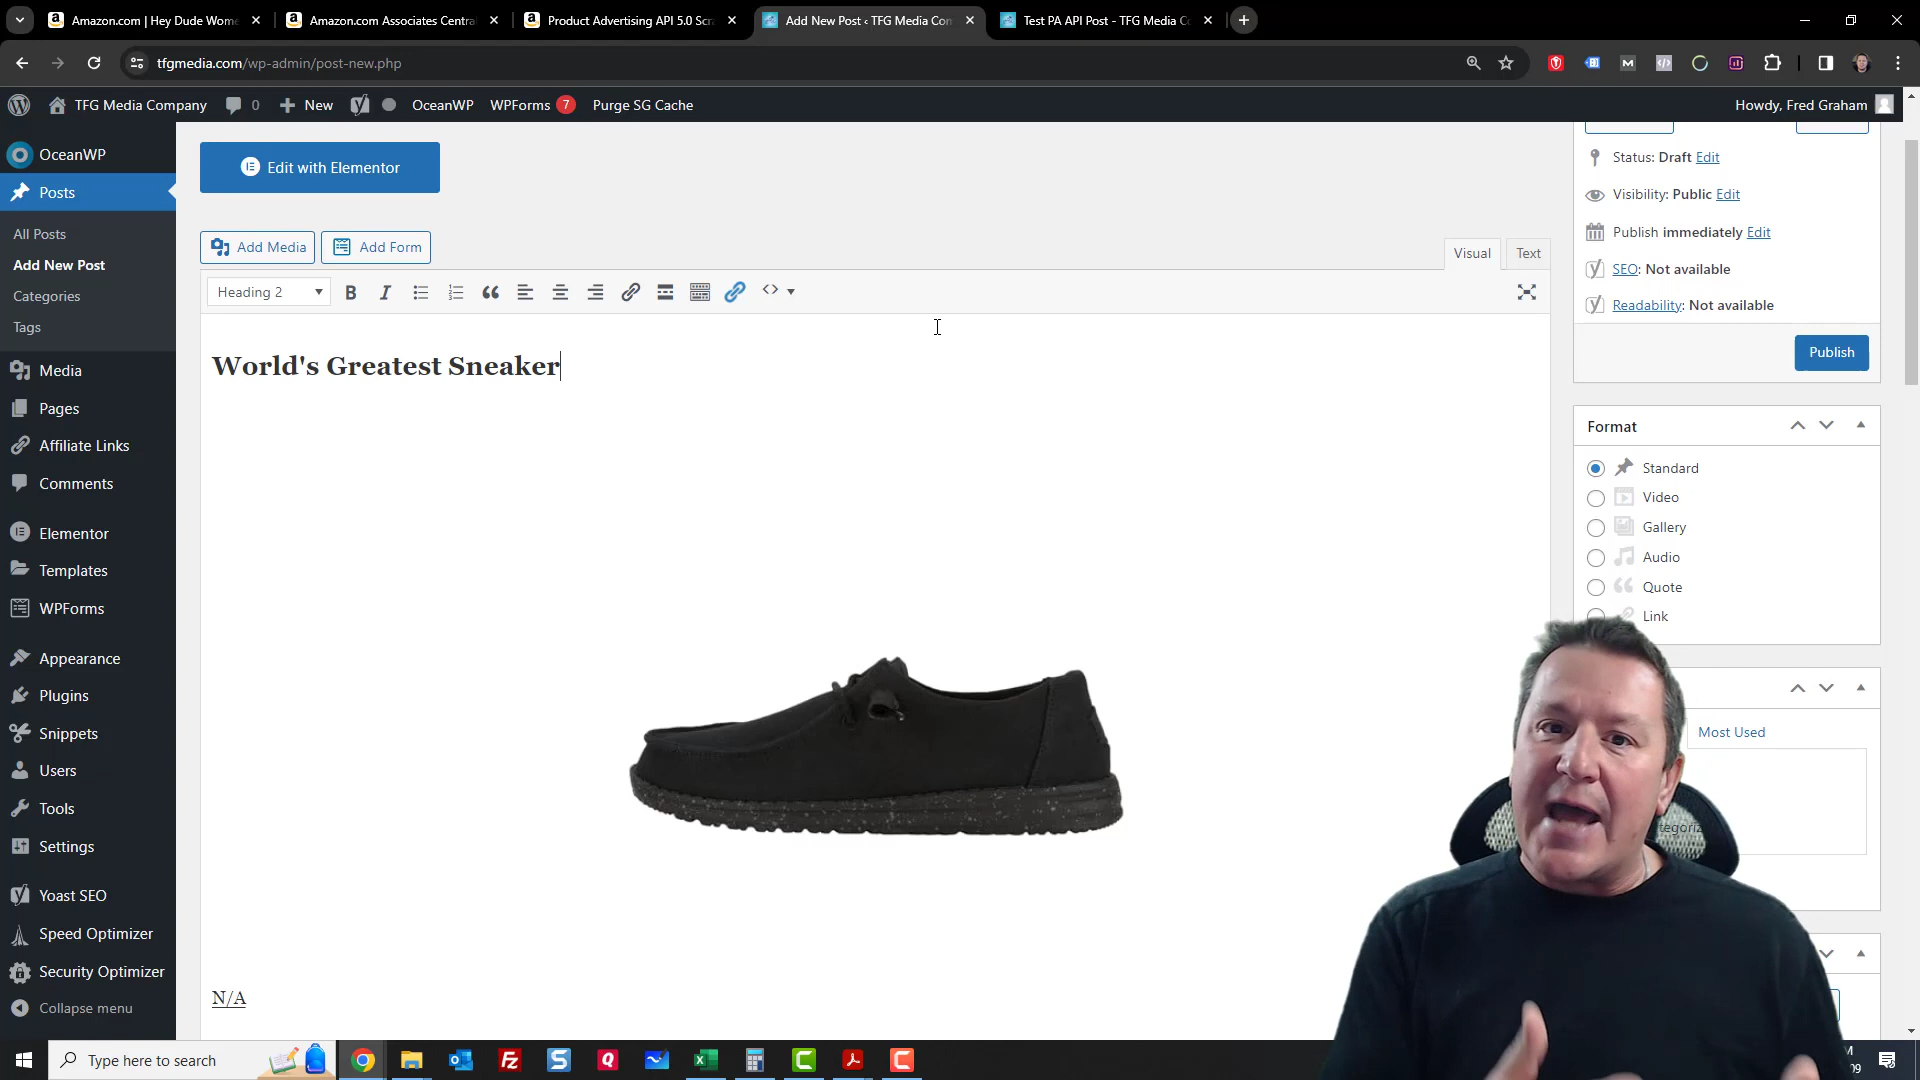 Amazon.com | Hey Dude Wome
Amazon.com Associates Centra
Product Advertising API 5.0 Scra
Add New Post ‹ TFG Media Com
Test PA API Post - TFG Media C
tfgmedia.com/wp-admin/post-new.php
TFG Media Company
0
New
OceanWP
WPForms
7
Purge SG Cache
Howdy, Fred Graham
OceanWP
Posts
All Posts
Add New Post
Categories
Tags
Media
Pages
Affiliate Links
Comments
Elementor
Templates
WPForms
Appearance
Plugins
Snippets
Users
Tools
Settings
Yoast SEO
Speed Optimizer
Security Optimizer
Collapse menu
Edit with Elementor
Add Media
Add Form
Visual
Text
Heading 2
World's Greatest Sneaker
N/A
Status: Draft Edit
Visibility: Public Edit
Publish immediately Edit
SEO: Not available
Readability: Not available
Publish
Format
Standard
Video
Gallery
Audio
Quote
Link
Most Used
Type here to search